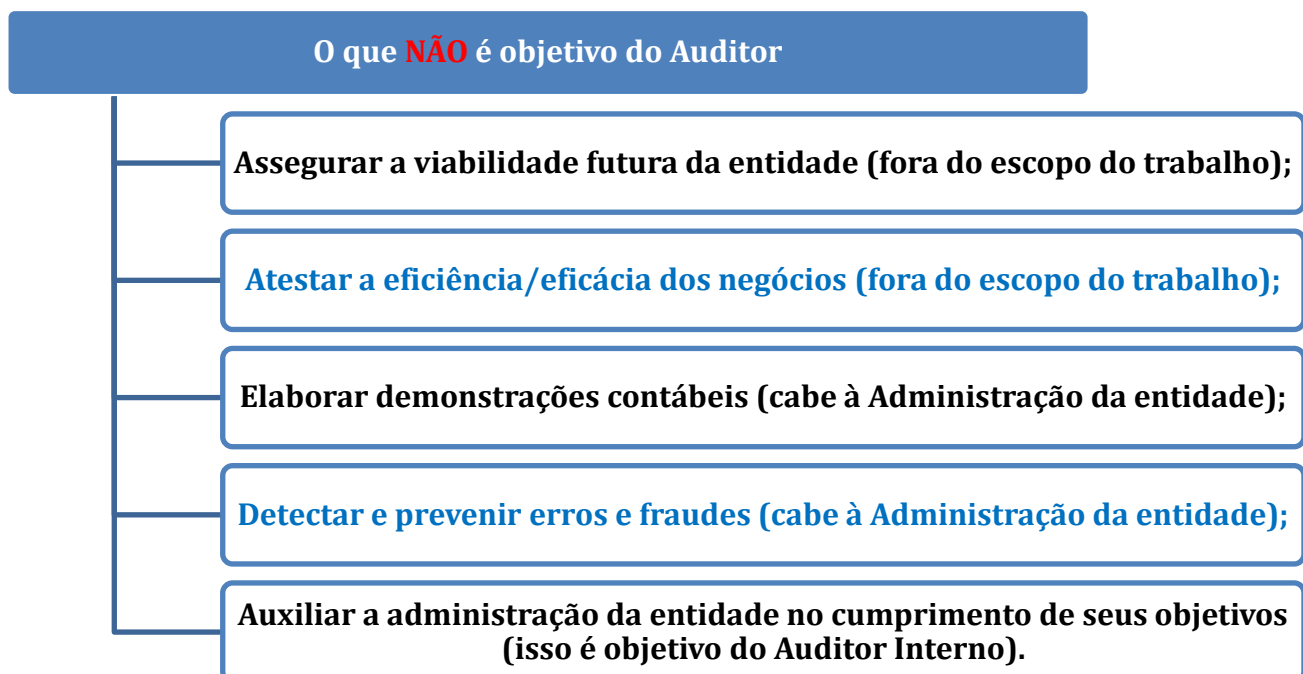 O que NÃO é objetivo do Auditor
Assegurar a viabilidade futura da entidade (fora do escopo do trabalho);
Atestar a eficiência/eficácia dos negócios (fora do escopo do trabalho);
Elaborar demonstrações contábeis (cabe à Administração da entidade);
Detectar e prevenir erros e fraudes (cabe à Administração da entidade);
Auxiliar a administração da entidade no cumprimento de seus objetivos
(isso é objetivo do Auditor Interno).